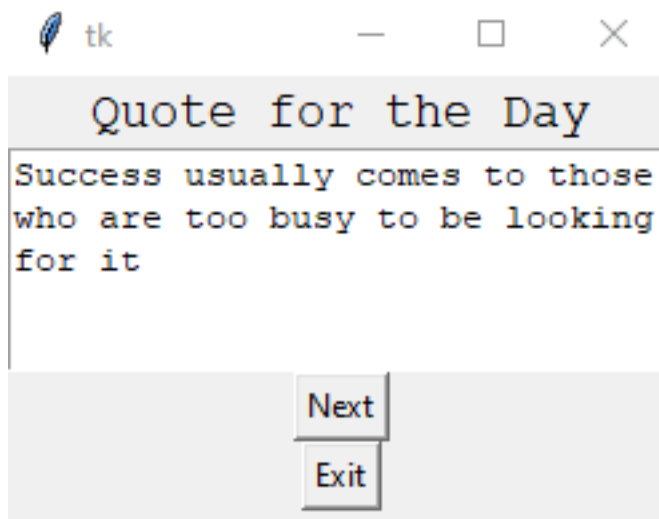 tk
Quote for the Day
Success usually comes to those
who are too busy to be looking
for it
Next
Exit